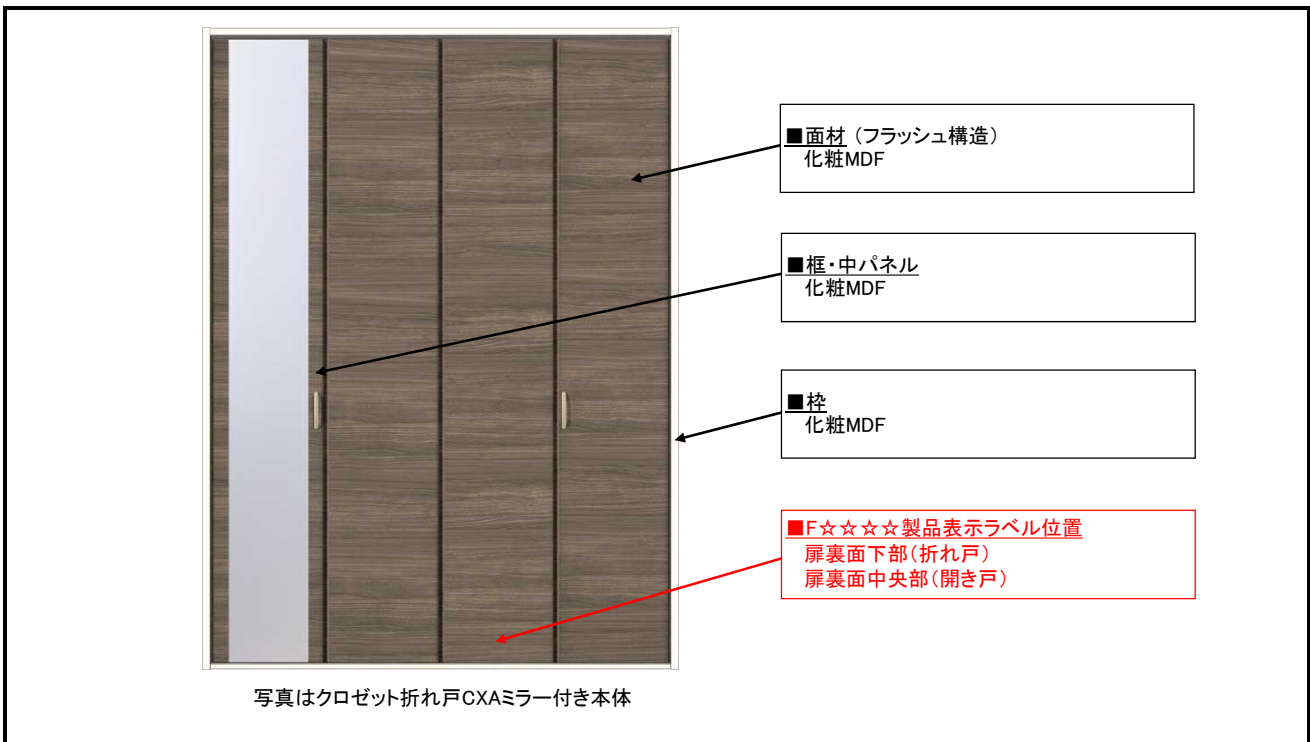 ■面材(フラッシュ構造)
化粧MDF
■框・中パネル
化粧MDF
■枠
化粧MDF
■F☆☆☆☆製品表示ラベル位置
扉裏面下部(折れ戸)
扉裏面中央部(開き戸)
写真はクロゼット折れ戸CXAミラー付き本体